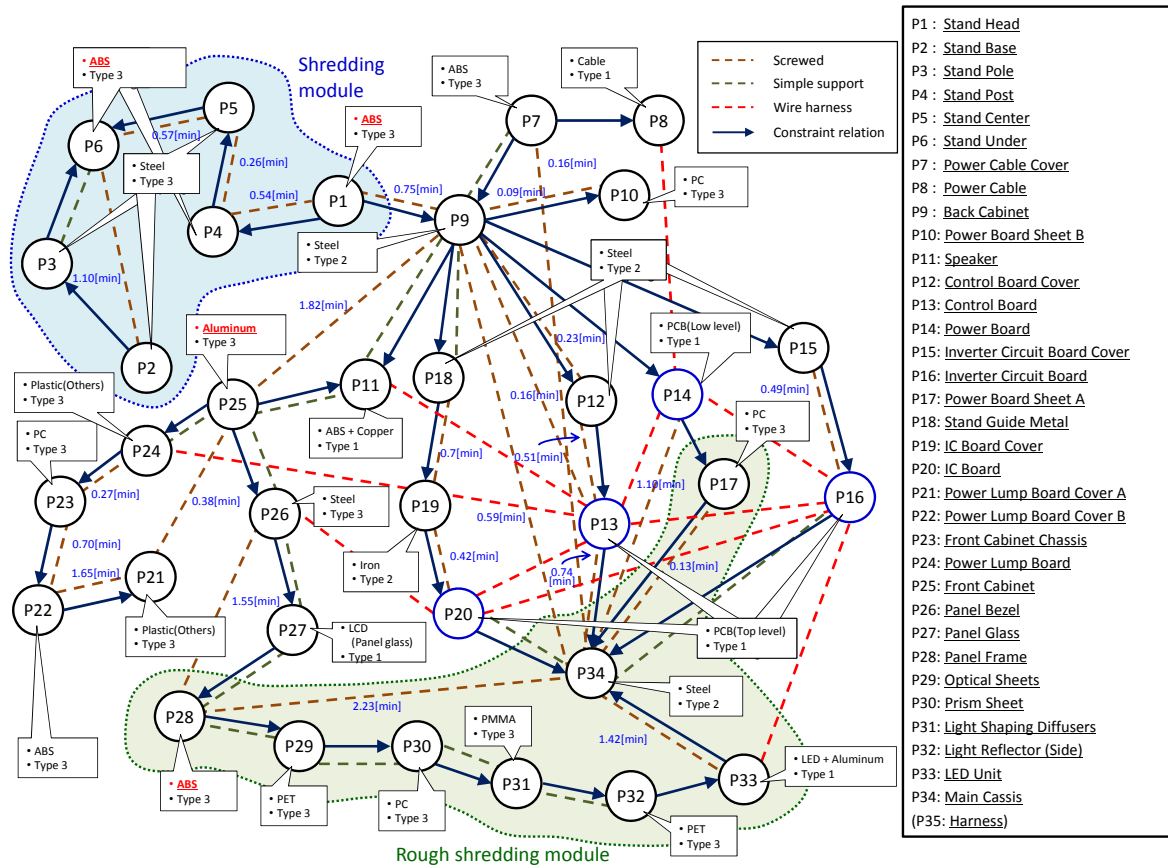 Shredding
module
• ABS
• Type 3
• ABS
• Type 3
• Steel
• Type 3
P5
P6
P1
P4
P3
P2
0.57[min]
0.26[min]
0.54[min]
0.75[min]
1.10[min]
• ABS
• Type 3
• Cable
• Type 1
P7
P8
0.16[min]
0.09[min]
P10
• PC
• Type 3
P9
• Steel
• Type 2
Screwed
Simple support
Wire harness
Constraint relation
• Steel
• Type 2
1.82[min]
0.23[min]
• PCB(Low level)
• Type 1
P15
• Aluminum
• Type 3
P25
P11
P18
P12
P14
0.49[min]
0.16[min]
• Plastic(Others)
• Type 3
• ABS + Copper
• Type 1
• PC
• Type 3
• PC
• Type 3
P24
0.7[min]
0.51[min]
1.10[min]
P17
P16
P23
0.27[min]
0.38[min]
P26
• Steel
• Type 3
P19
0.59[min]
P13
0.70[min]
• Iron
• Type 2
0.42[min]
0.74
[min]
0.13[min]
1.65[min]
P21
P22
1.55[min]
P20
• Plastic(Others)
• Type 3
P27
• LCD
(Panel glass)
• Type 1
• PCB(Top level)
• Type 1
P34
• Steel
• Type 2
2.23[min]
P28
• PMMA
• Type 3
1.42[min]
• ABS
• Type 3
• ABS
• Type 3
P29
P30
P31
P32
P33
• LED + Aluminum
• Type 1
• PET
• Type 3
• PC
• Type 3
• PET
• Type 3
Rough shredding module
P1 : Stand Head
P2 : Stand Base
P3 : Stand Pole
P4 : Stand Post
P5 : Stand Center
P6 : Stand Under
P7 : Power Cable Cover
P8 : Power Cable
P9 : Back Cabinet
P10: Power Board Sheet B
P11: Speaker
P12: Control Board Cover
P13: Control Board
P14: Power Board
P15: Inverter Circuit Board Cover
P16: Inverter Circuit Board
P17: Power Board Sheet A
P18: Stand Guide Metal
P19: IC Board Cover
P20: IC Board
P21: Power Lump Board Cover A
P22: Power Lump Board Cover B
P23: Front Cabinet Chassis
P24: Power Lump Board
P25: Front Cabinet
P26: Panel Bezel
P27: Panel Glass
P28: Panel Frame
P29: Optical Sheets
P30: Prism Sheet
P31: Light Shaping Diffusers
P32: Light Reflector (Side)
P33: LED Unit
P34: Main Cassis
(P35: Harness)